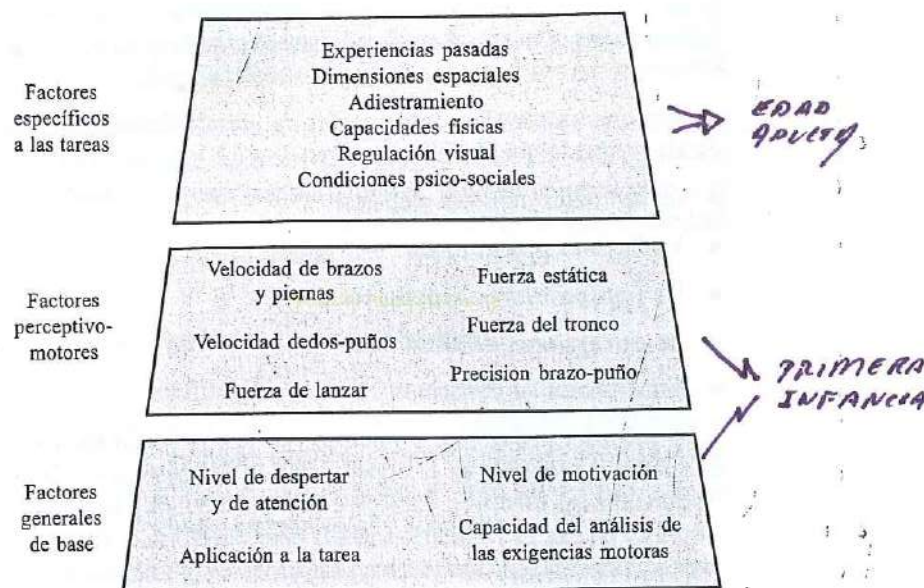 Factores
específicos
a las tareas
Experiencias pasadas
Dimensiones espaciales
Adiestramiento
Capacidades físicas
Regulación visual
Condiciones psico-sociales
EDAD
ADULTA
Factores
perceptivo-
motores
Velocidad de brazos
y piernas
Velocidad dedos-puños
Fuerza de lanzar
Fuerza estática
Fuerza del tronco
Precision brazo-puño
PRIMERA
INFANCIA
Factores
generales
de base
Nivel de despertar
y de atención
Aplicación a la tarea
Nivel de motivación
Capacidad del análisis de
las exigencias motoras